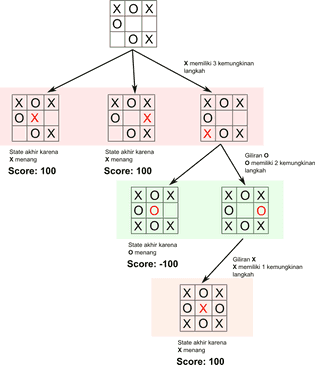 X O X
O
O X
X memiliki 3 kemungkinan
langkah
X O X
O X
O X
X O X
O X
O X
X O X
O
X O X
State akhir karena
X menang
Score: 100
State akhir karena
X menang
Score: 100
Giliran O
O memiliki 2 kemungkinan
langkah
X O X
O O
X O X
X O X
O O
X O X
State akhir karena
O menang
Score: -100
Giliran X
X memiliki 1 kemungkinan
langkah
X O X
O X O
X O X
State akhir karena
X menang
Score: 100